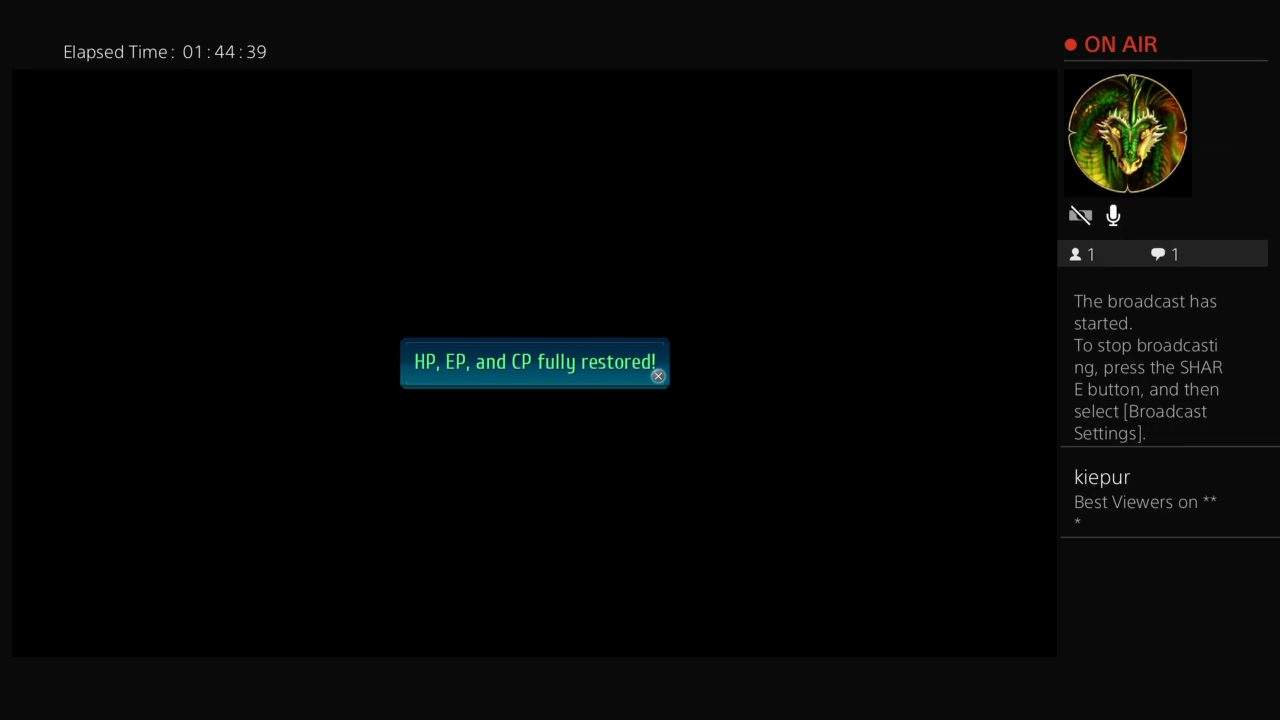 Elapsed Time: 01:44:39
ON AIR
1 1
HP, EP, and CP fully restored!
The broadcast has
started.
To stop broadcasti
ng, press the SHAR
E button, and then
select [Broadcast
Settings].
kiepur
Best Viewers on **
*